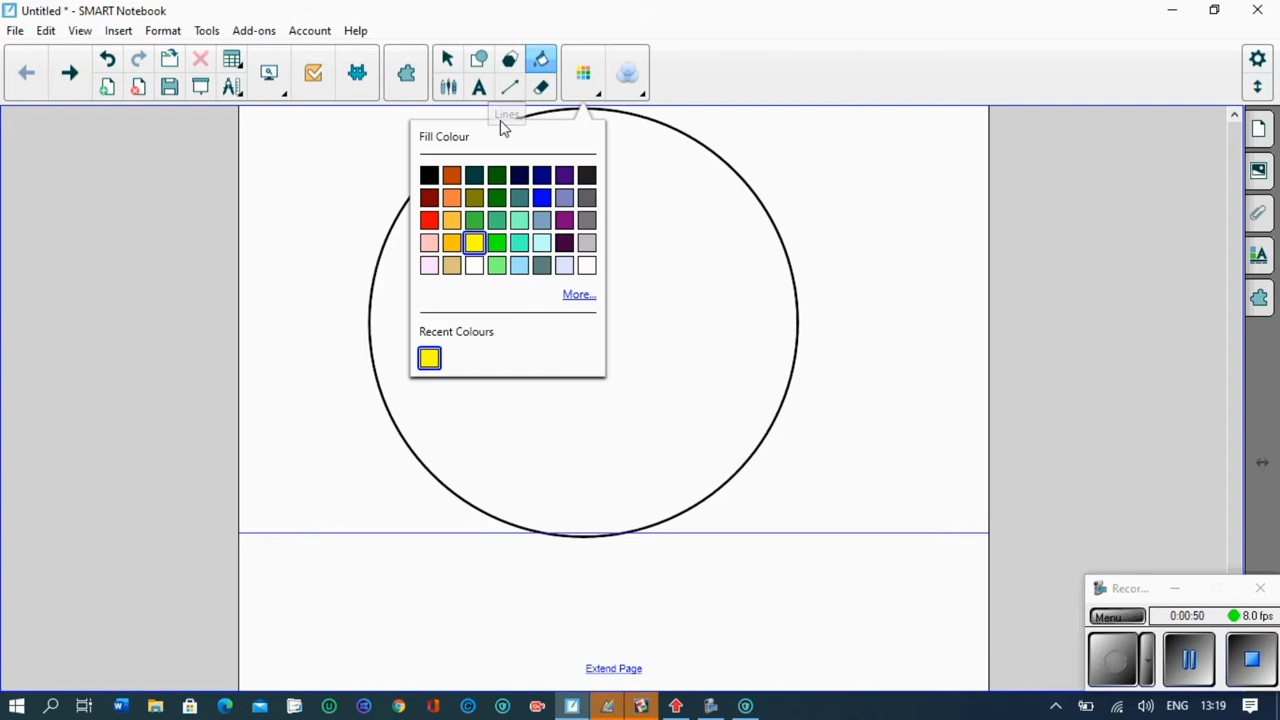 Untitled * - SMART Notebook
File Edit View Insert Format Tools Add-ons Account Help
Lines
Fill Colour
More...
Recent Colours
Extend Page
Recor...
Menu 0:00:50 8.0 fps
ENG 13:19